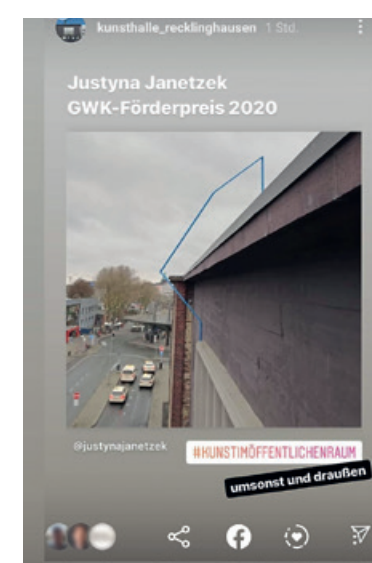 kunsthalle_recklinghausen 1 Std.
Justyna Janetzek
GWK-Förderpreis 2020
@justynajanetzek
#KUNSTIMÖFFENTLICHENRAUM
umsonst und draußen